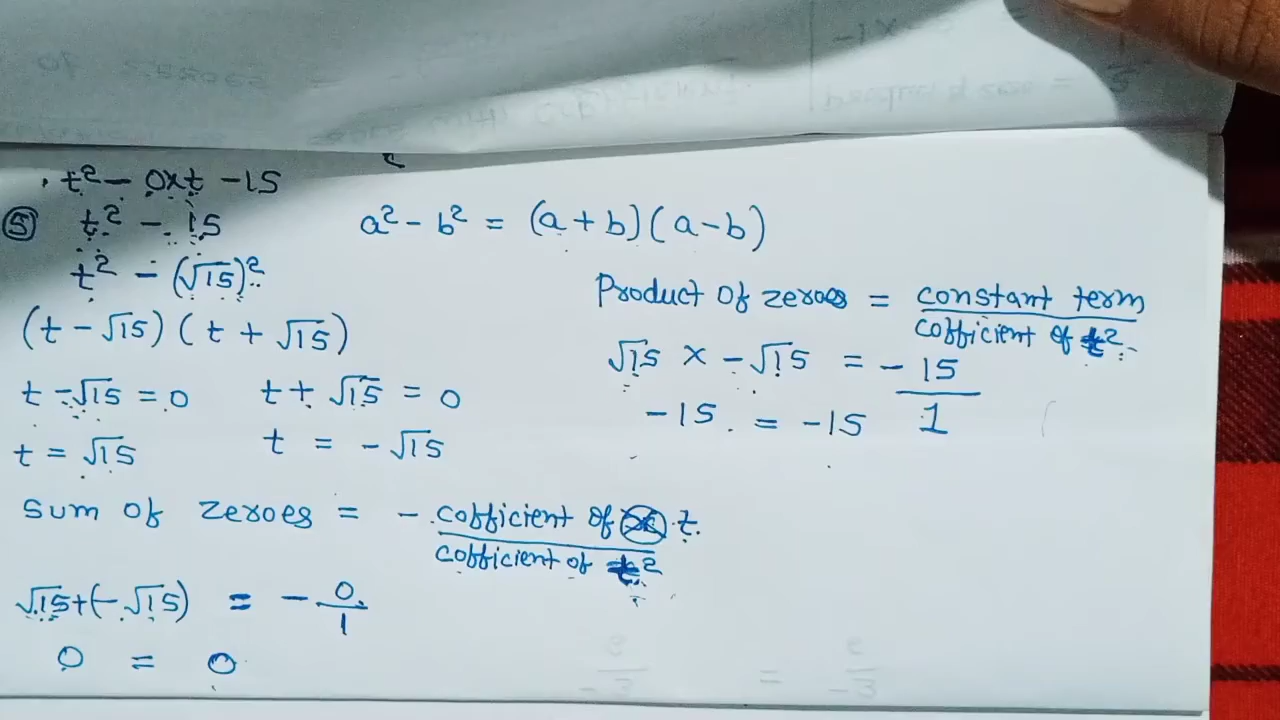 t² - 0xt - 15
⑤ t² - 15
a² - b² = (a + b)(a - b)
t² - (√15)²
(t - √15)(t + √15)
t - √15 = 0 t + √15 = 0
t = √15 t = - √15
Product of zeroes = constant term / cofficient of t²
√15 x - √15 = - 15 / 1
-15 = -15
Sum of zeroes = - cofficient of t / cofficient of t²
√15 + (-√15) = - 0 / 1
0 = 0